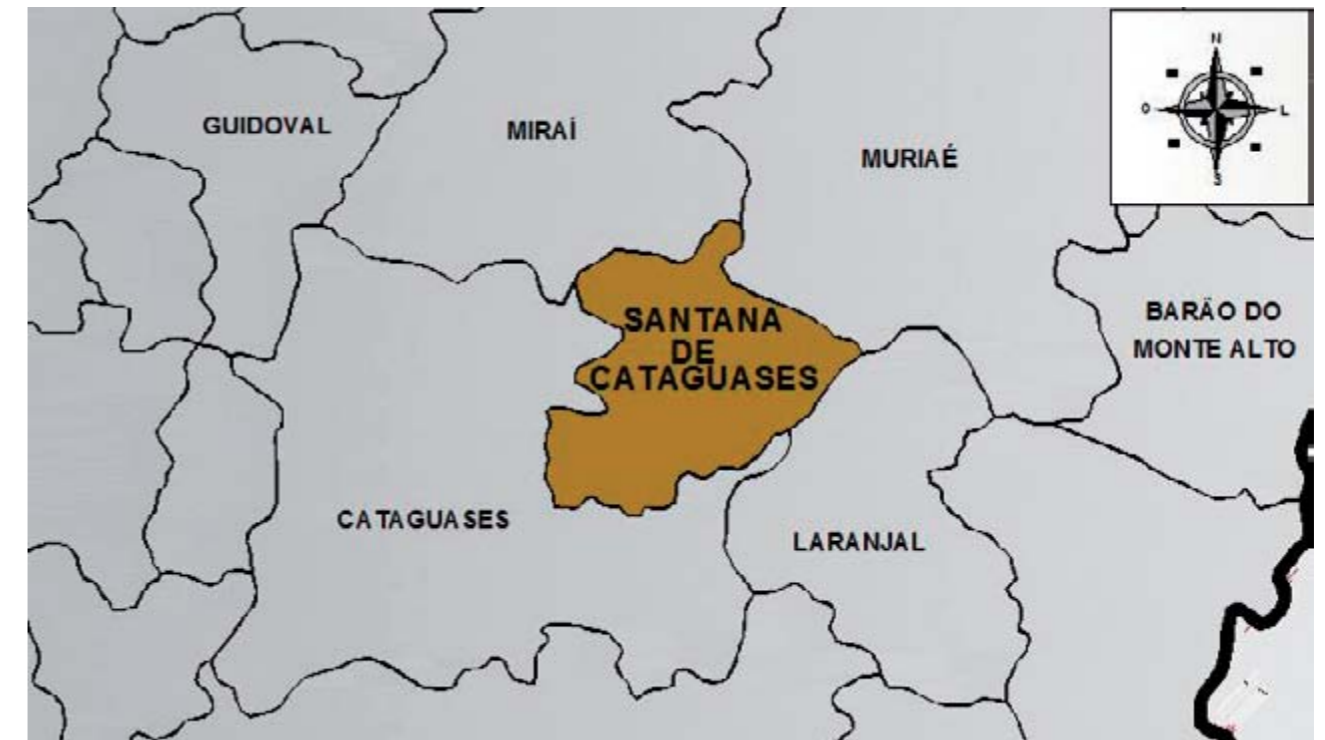 N
O
L
S
GUIDOVAL
MIRAÍ
MURIAÉ
SANTANA
DE
CATAGUASES
BARÃO DO
MONTE ALTO
CATAGUASES
LARANJAL